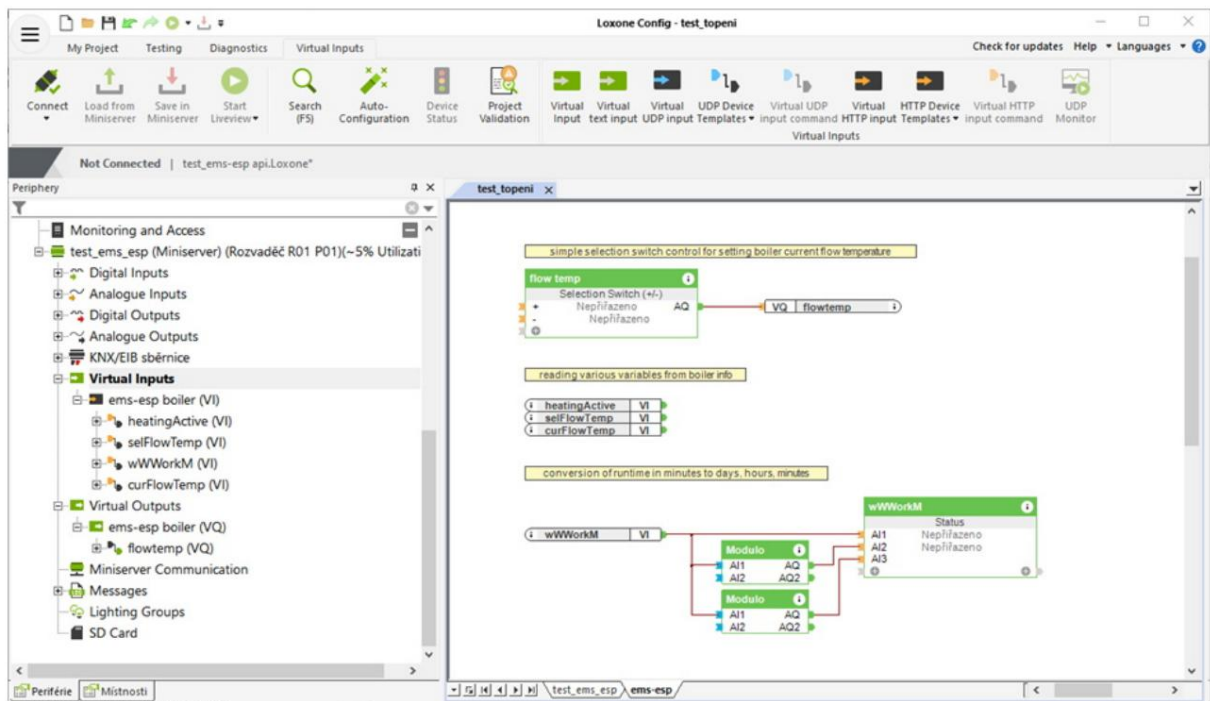 Loxone Config - test_topeni
My Project Testing Diagnostics Virtual Inputs
Check for updates Help Languages
Connect
Load from Miniserver
Save in Miniserver
Start Liveview
Search (F5)
Auto-Configuration
Device Status
Project Validation
Virtual Input
Virtual text input
Virtual UDP input
UDP Device Templates
Virtual UDP input command
Virtual HTTP input
HTTP Device Templates
Virtual HTTP input command
UDP Monitor
Virtual Inputs
Not Connected | test_ems-esp api.Loxone*
Periphery
Monitoring and Access
test_ems_esp (Miniserver) (Rozvaděč R01 P01)(~5% Utilizati
Digital Inputs
Analogue Inputs
Digital Outputs
Analogue Outputs
KNX/EIB sběrnice
Virtual Inputs
ems-esp boiler (VI)
heatingActive (VI)
selFlowTemp (VI)
wWWorkM (VI)
curFlowTemp (VI)
Virtual Outputs
ems-esp boiler (VQ)
flowtemp (VQ)
Miniserver Communication
Messages
Lighting Groups
SD Card
Periférie Místnosti
test_topeni
simple selection switch control for setting boiler current flow temperature
flow temp
Selection Switch (+/-)
+ Nepřiřazeno AQ
- Nepřiřazeno
VQ flowtemp
reading various variables from boiler info
heatingActive VI
selFlowTemp VI
curFlowTemp VI
conversion of runtime in minutes to days, hours, minutes
wWWorkM VI
Modulo
AI1 AQ
AI2 AQ2
Modulo
AI1 AQ
AI2 AQ2
wWWorkM
Status
AI1 Nepřiřazeno
AI2 Nepřiřazeno
AI3
test_ems_esp ems-esp